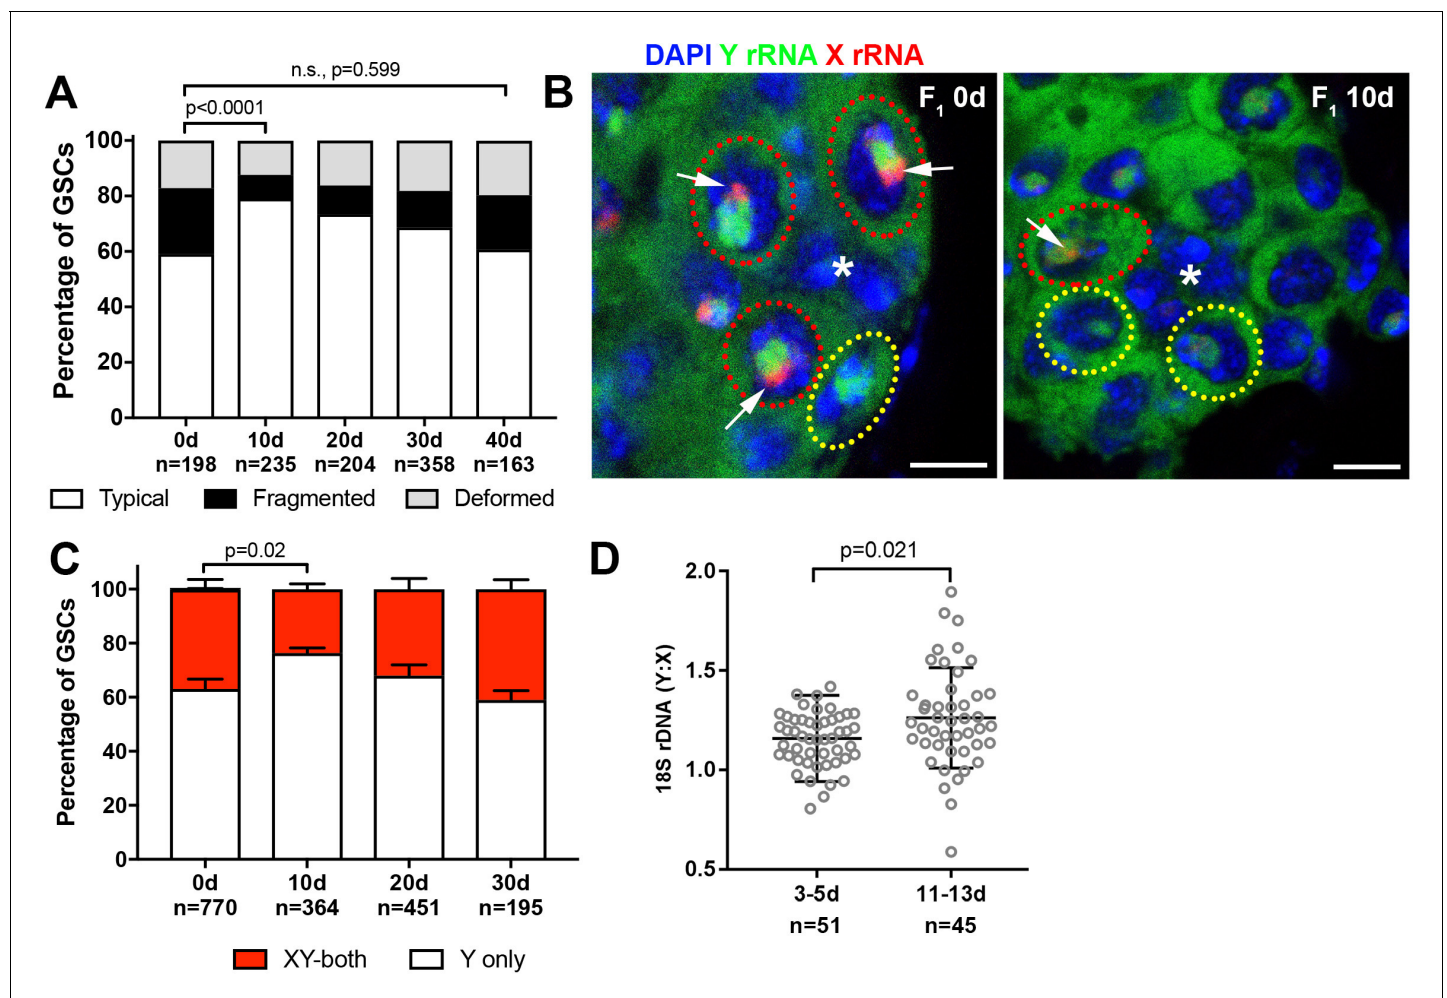 A
n.s., p=0.599
p<0.0001
Percentage of GSCs
100
80
60
40
20
0
0d 10d 20d 30d 40d
n=198 n=235 n=204 n=358 n=163
Typical Fragmented Deformed
B
DAPI Y rRNA X rRNA
F1 0d
*
F1 10d
*
C
p=0.02
Percentage of GSCs
100
80
60
40
20
0
0d 10d 20d 30d
n=770 n=364 n=451 n=195
XY-both Y only
D
p=0.021
18S rDNA (Y:X)
2.0
1.5
1.0
0.5
3-5d 11-13d
n=51 n=45